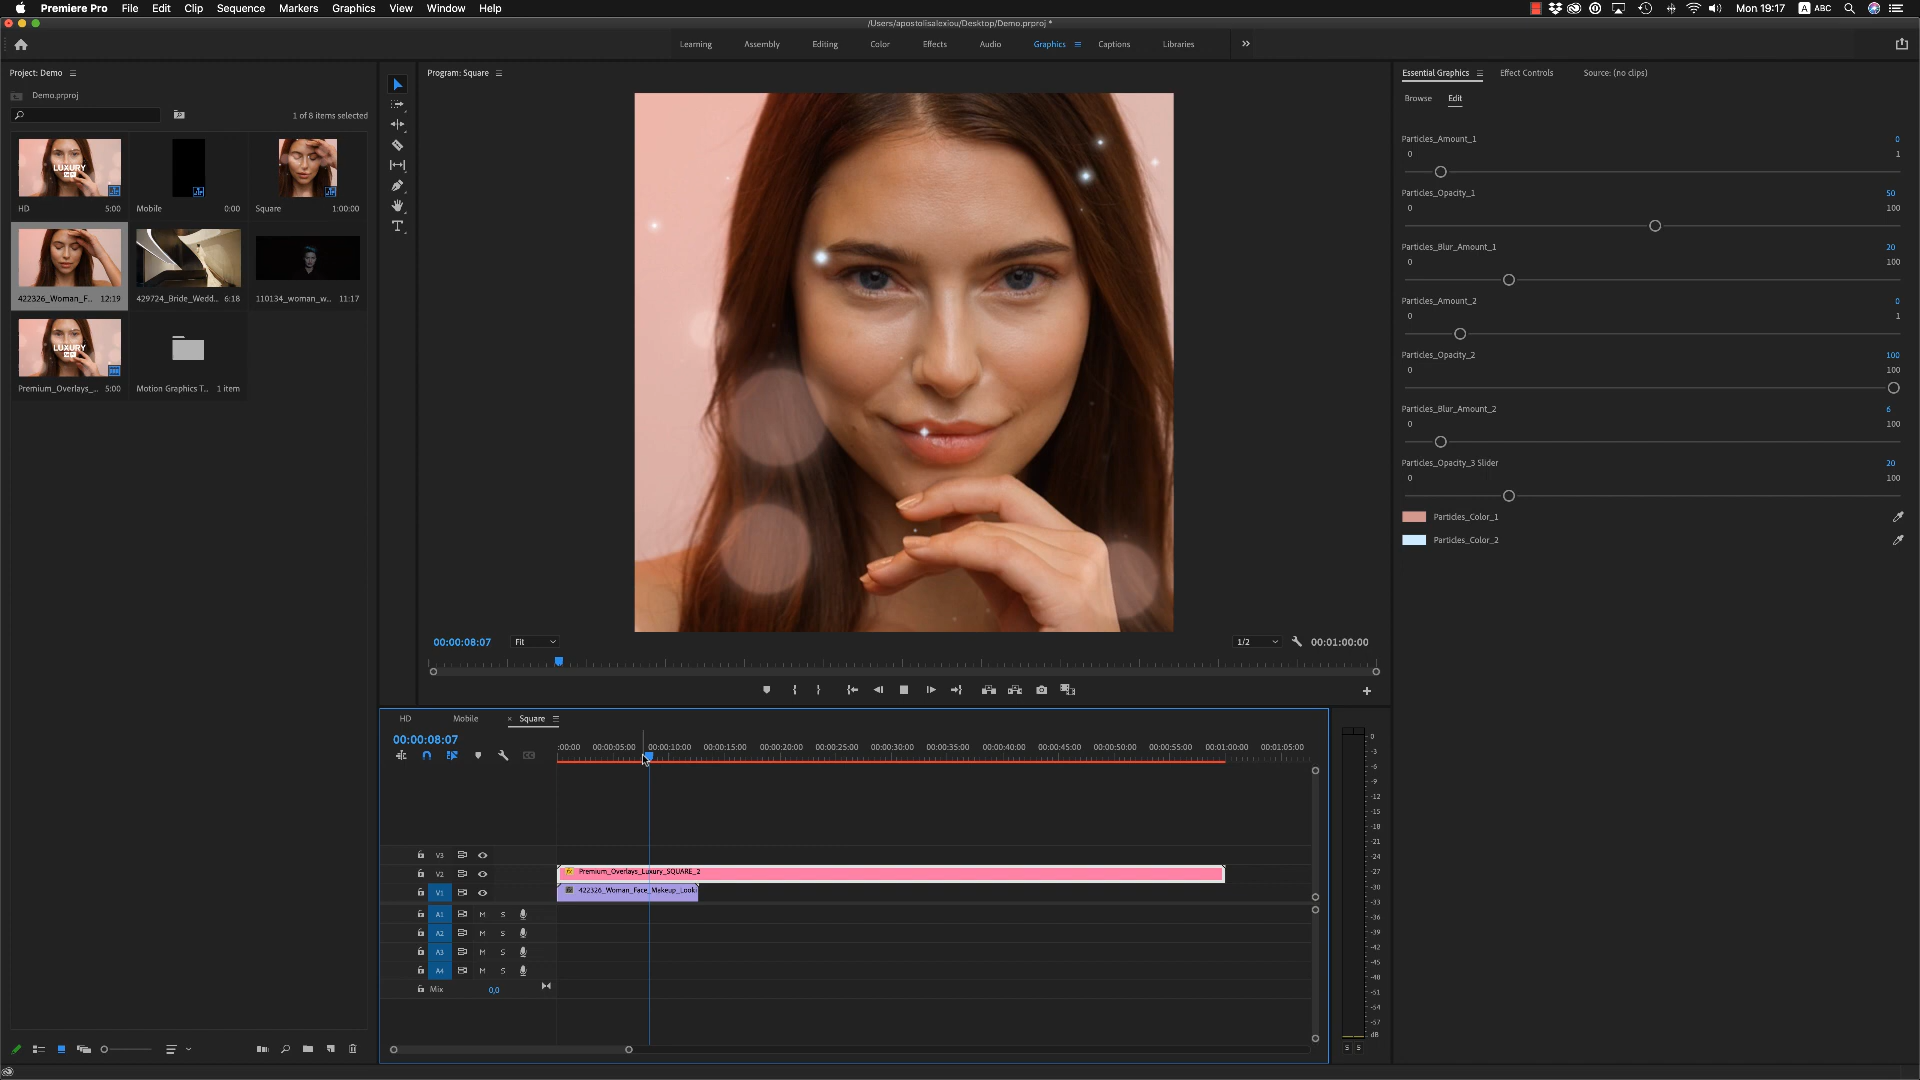 Premiere Pro File Edit Clip Sequence Markers Graphics View Window Help
Mon 19:17 A ABC
/Users/apostolisalexiou/Desktop/Demo.prproj *
Learning Assembly Editing Color Effects Audio Graphics Captions Libraries
Project: Demo
Demo.prproj
1 of 8 items selected
LUXURY
HD 5:00
Mobile 0:00
Square 1:00:00
422326_Woman_F... 12:19
429724_Bride_Wedd... 6:18
110134_woman_w... 11:17
LUXURY
Premium_Overlays_... 5:00
Motion Graphics T... 1 item
Program: Square
00:00:08:07 Fit 1/2 00:01:00:00
Essential Graphics Effect Controls Source: (no clips)
Browse Edit
Particles_Amount_1 0
0 1
Particles_Opacity_1 50
0 100
Particles_Blur_Amount_1 20
0 100
Particles_Amount_2 0
0 1
Particles_Opacity_2 100
0 100
Particles_Blur_Amount_2 6
0 100
Particles_Opacity_3 Slider 20
0 100
Particles_Color_1
Particles_Color_2
HD Mobile × Square
00:00:08:07
:00:00 00:00:05:00 00:00:10:00 00:00:15:00 00:00:20:00 00:00:25:00 00:00:30:00 00:00:35:00 00:00:40:00 00:00:45:00 00:00:50:00 00:00:55:00 00:01:00:00 00:01:05:00
V3
V2 Premium_Overlays_Luxury_SQUARE_2
V1 422326_Woman_Face_Makeup_Looki
A1 M S
A2 M S
A3 M S
A4 M S
Mix 0,0
0
-3
-6
-9
-12
-15
-18
-21
-24
-27
-30
-33
-36
-39
-42
-45
-48
-51
-54
-57
dB
S S